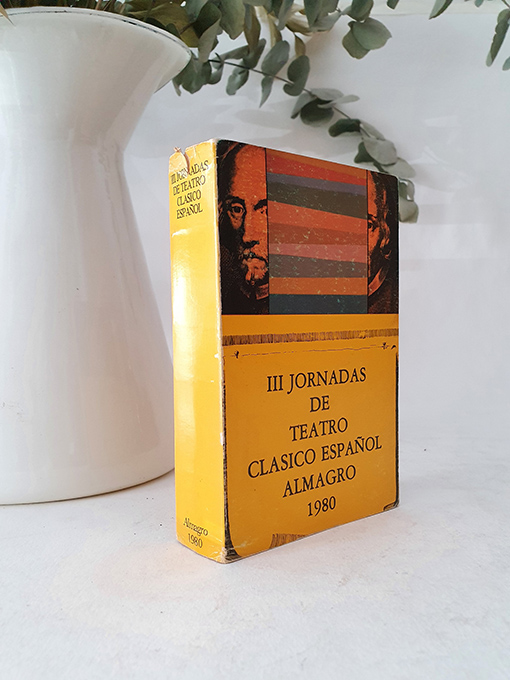 III JORNADAS
DE TEATRO
CLASICO
ESPAÑOL
Almagro
1980
III JORNADAS
DE
TEATRO
CLASICO ESPAÑOL
ALMAGRO
1980